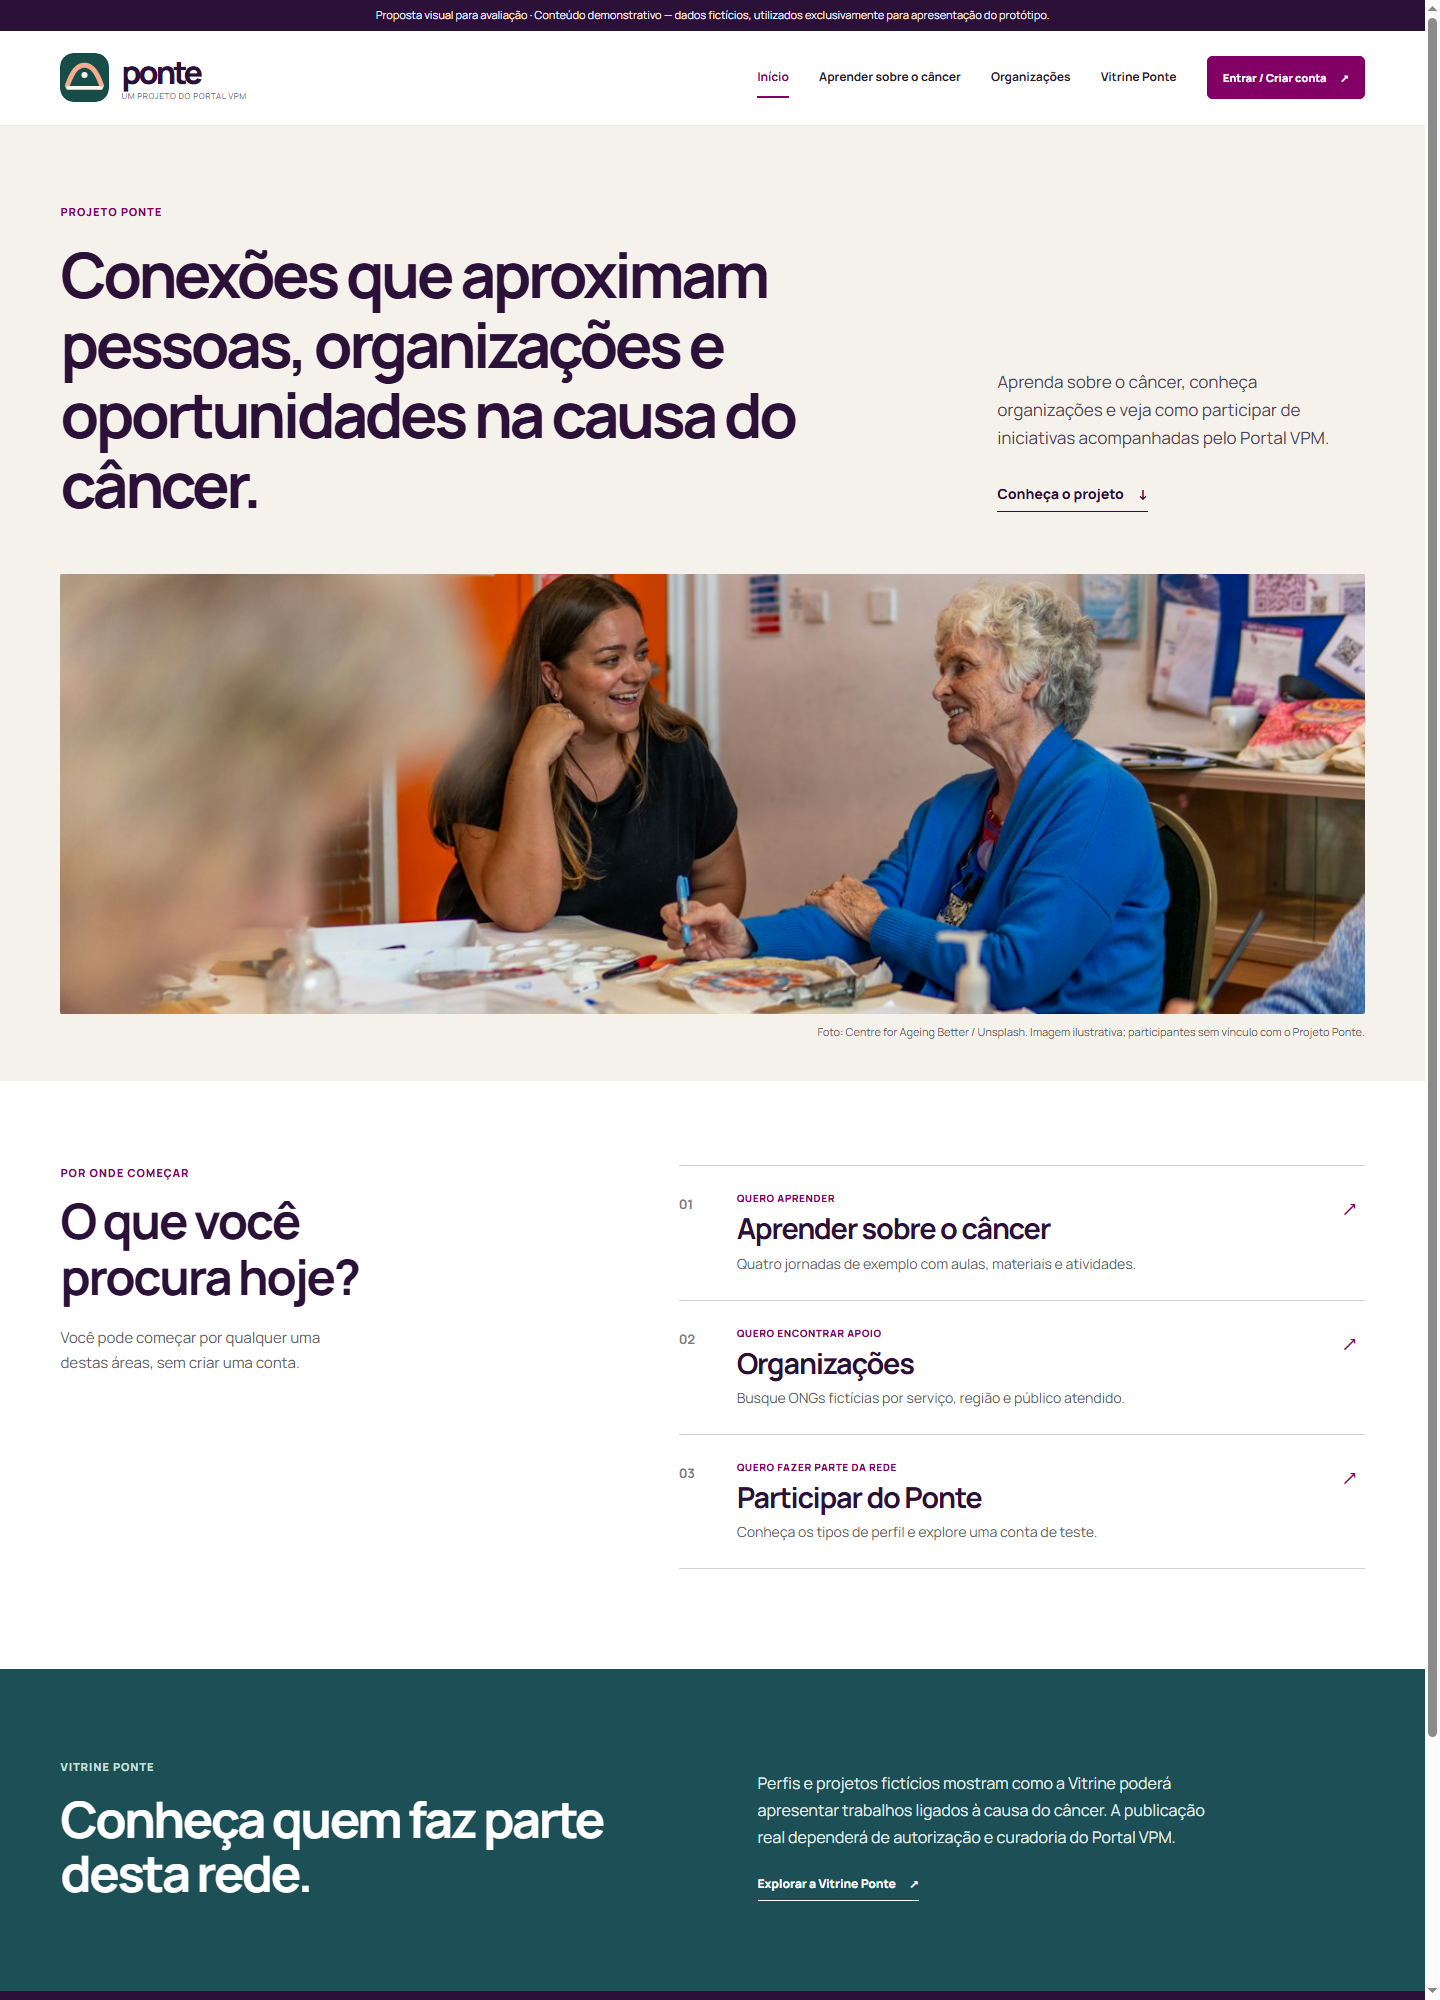 Proposta visual para avaliação · Conteúdo demonstrativo — dados fictícios, utilizados exclusivamente para apresentação do protótipo.
ponte
UM PROJETO DO PORTAL VPM
Início
Aprender sobre o câncer
Organizações
Vitrine Ponte
Entrar / Criar conta ↗
PROJETO PONTE
Conexões que aproximam
pessoas, organizações e
oportunidades na causa do
câncer.
Aprenda sobre o câncer, conheça
organizações e veja como participar de
iniciativas acompanhadas pelo Portal VPM.
Conheça o projeto ↓
Foto: Centre for Ageing Better / Unsplash. Imagem ilustrativa; participantes sem vínculo com o Projeto Ponte.
POR ONDE COMEÇAR
O que você
procura hoje?
Você pode começar por qualquer uma
destas áreas, sem criar uma conta.
01
QUERO APRENDER
Aprender sobre o câncer
Quatro jornadas de exemplo com aulas, materiais e atividades.
↗
02
QUERO ENCONTRAR APOIO
Organizações
Busque ONGs fictícias por serviço, região e público atendido.
↗
03
QUERO FAZER PARTE DA REDE
Participar do Ponte
Conheça os tipos de perfil e explore uma conta de teste.
↗
VITRINE PONTE
Conheça quem faz parte
desta rede.
Perfis e projetos fictícios mostram como a Vitrine poderá
apresentar trabalhos ligados à causa do câncer. A publicação
real dependerá de autorização e curadoria do Portal VPM.
Explorar a Vitrine Ponte ↗